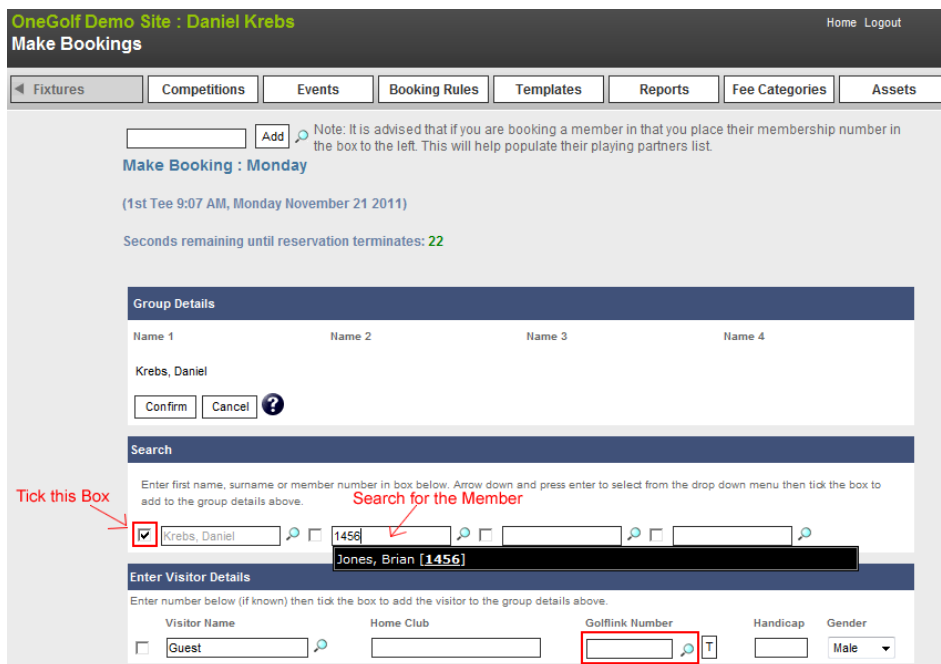 OneGolf Demo Site : Daniel Krebs
Home Logout
Make Bookings
Fixtures Competitions Events Booking Rules Templates Reports Fee Categories Assets
Add Note: It is advised that if you are booking a member in that you place their membership number in
the box to the left. This will help populate their playing partners list.
Make Booking : Monday
(1st Tee 9:07 AM, Monday November 21 2011)
Seconds remaining until reservation terminates: 22
Group Details
Name 1 Name 2 Name 3 Name 4
Krebs, Daniel
Confirm Cancel ?
Search
Enter first name, surname or member number in box below. Arrow down and press enter to select from the drop down menu then tick the box to
add to the group details above.
Tick this Box
Search for the Member
Krebs, Daniel 1456
Jones, Brian [1456]
Enter Visitor Details
Enter number below (if known) then tick the box to add the visitor to the group details above.
Visitor Name Home Club Golflink Number Handicap Gender
Guest T Male